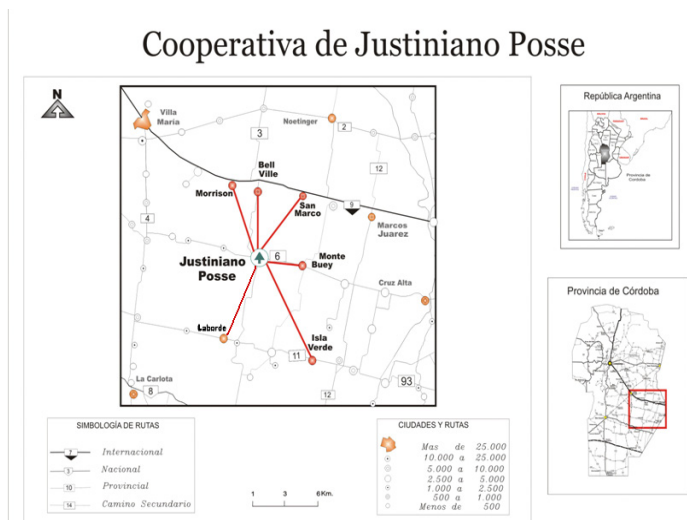 Cooperativa de Justiniano Posse
N
Villa
Maria
Noetinger
2
3
Bell
Ville
12
Morrison
San
Marco
9
4
Marcos
Juarez
Justiniano
Posse
6
Monte
Buey
Cruz Alta
Laborde
Isla
Verde
11
La Carlota
8
93
12
República Argentina
Provincia de
Córdoba
Provincia de Córdoba
SIMBOLOGÍA DE RUTAS
7 Internacional
3 Nacional
10 Provincial
14 Camino Secundario
1 3 6 Km.
CIUDADES Y RUTAS
Mas de 25.000
10.000 a 25.000
5.000 a 10.000
2.500 a 5.000
1.000 a 2.500
500 a 1.000
Menos de 500